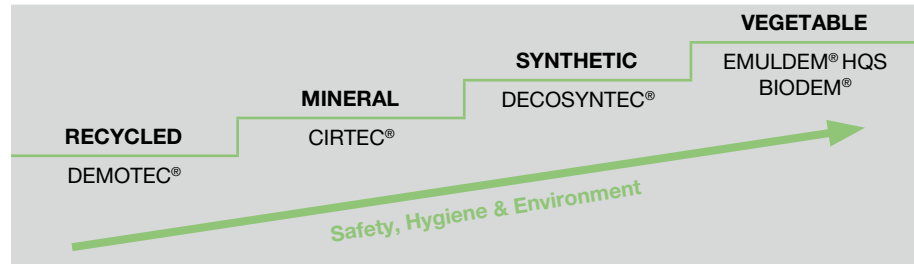 RECYCLED
DEMOTEC®
MINERAL
CIRTEC®
SYNTHETIC
DECOSYNTEC®
VEGETABLE
EMULDEM® HQS
BIODEM®
Safety, Hygiene & Environment